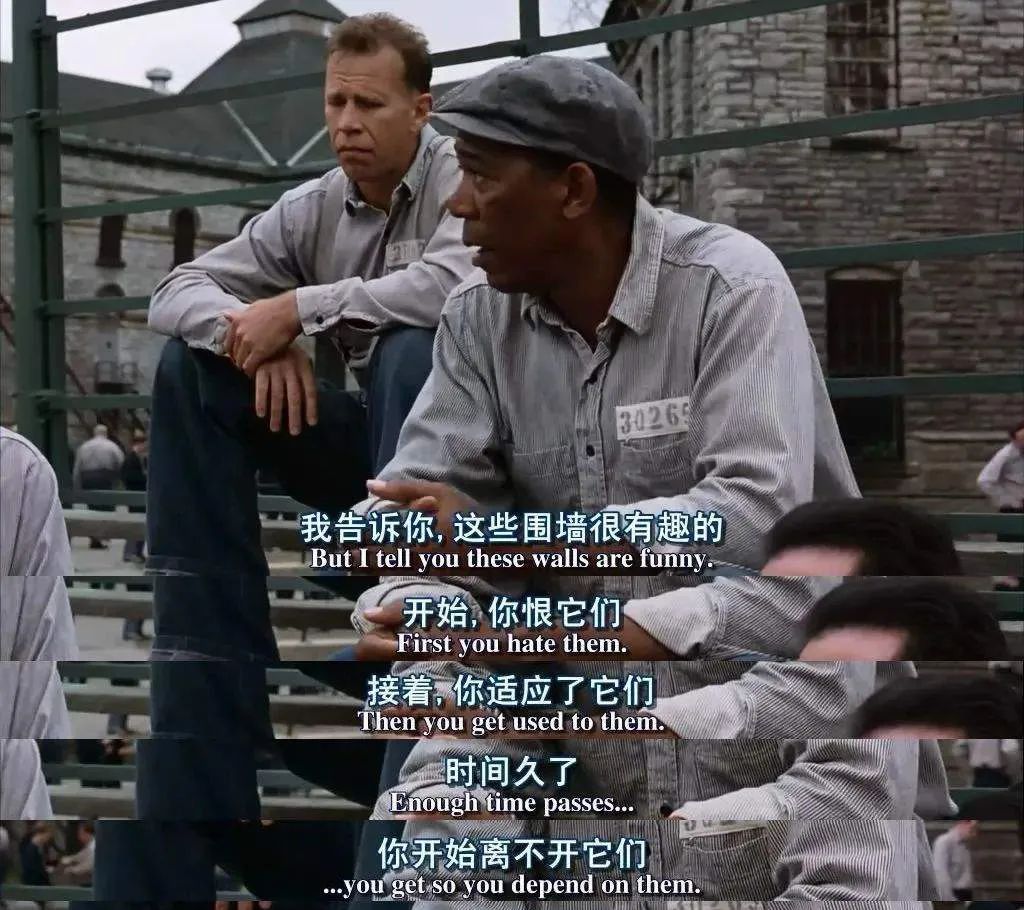 30265
我告诉你, 这些围墙很有趣的
But I tell you these walls are funny.
开始, 你恨它们
First you hate them.
接着, 你适应了它们
Then you get used to them.
时间久了
Enough time passes...
你开始离不开它们
...you get so you depend on them.